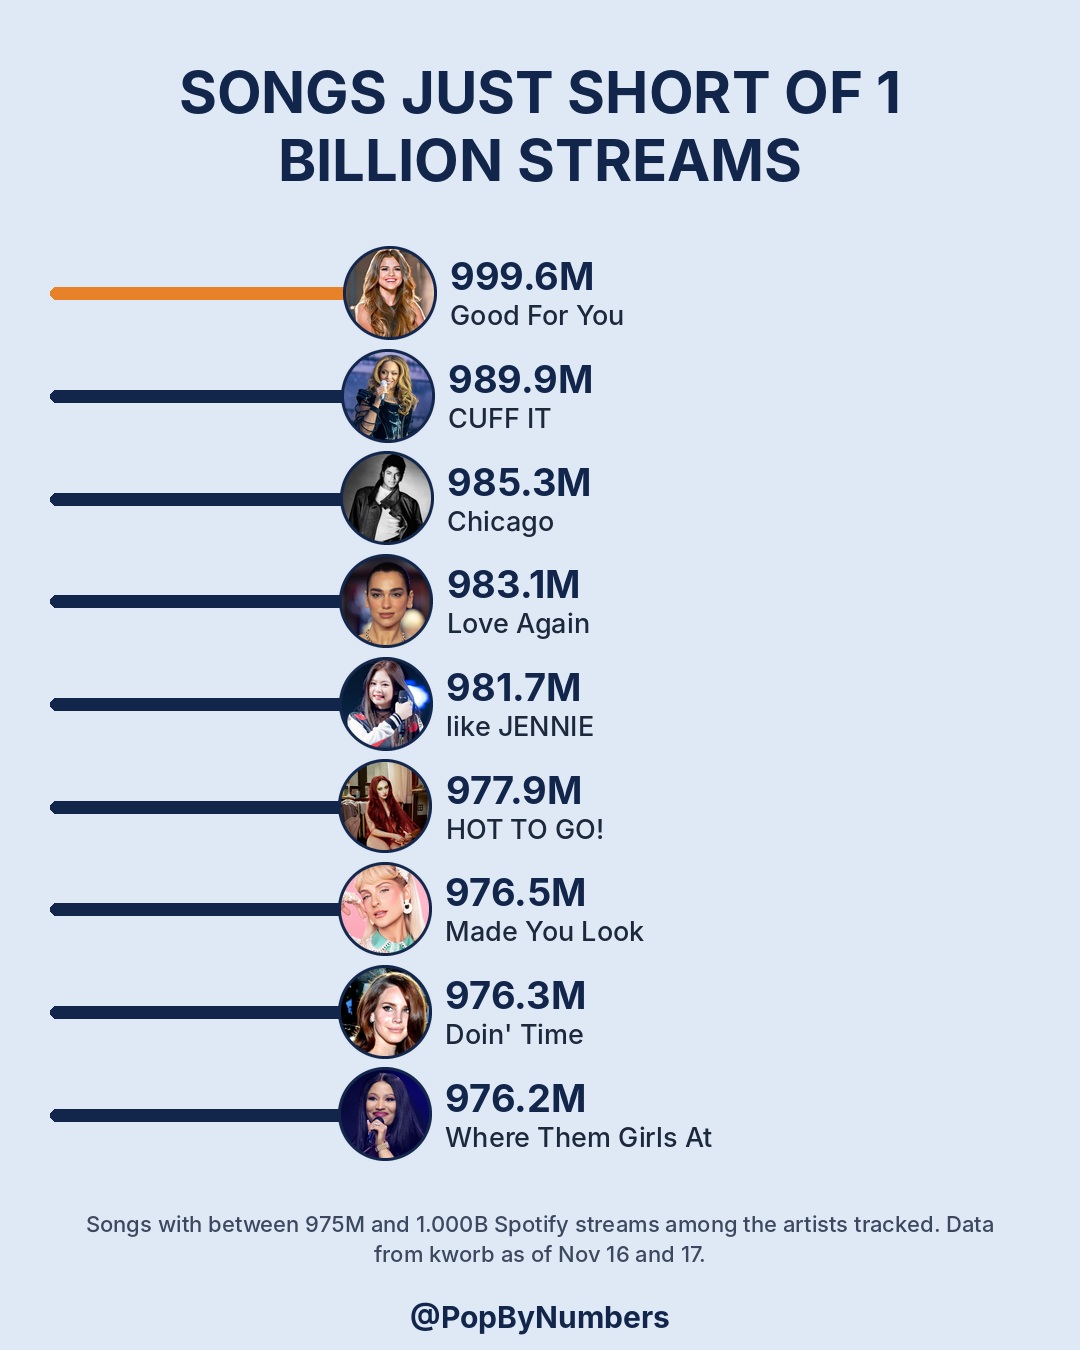 SONGS JUST SHORT OF 1
BILLION STREAMS
999.6M
Good For You
989.9M
CUFF IT
985.3M
Chicago
983.1M
Love Again
981.7M
like JENNIE
977.9M
HOT TO GO!
976.5M
Made You Look
976.3M
Doin' Time
976.2M
Where Them Girls At
Songs with between 975M and 1.000B Spotify streams among the artists tracked. Data
from kworb as of Nov 16 and 17.
@PopByNumbers